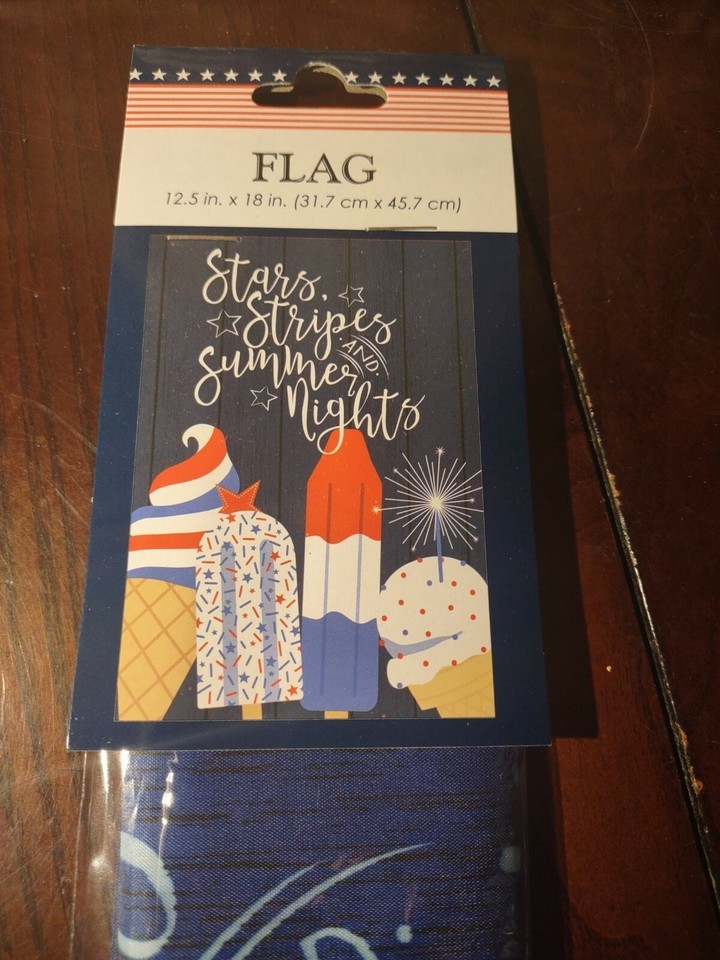 FLAG
12.5 in. x 18 in. (31.7 cm x 45.7 cm)
Stars,
Stripes
AND
Summer
Nights